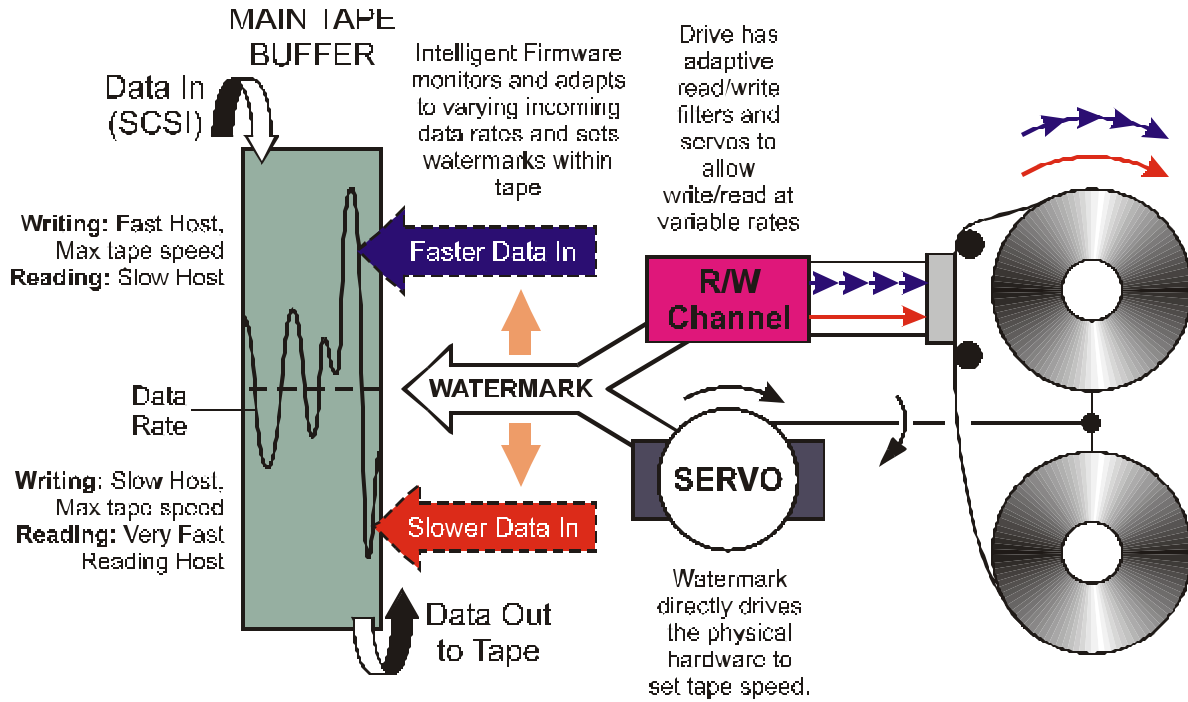 MAIN TAPE
BUFFER
Data In
(SCSI)
Intelligent Firmware
monitors and adapts
to varying incoming
data rates and sets
watermarks within
tape
Drive has
adaptive
read/write
filters and
servos to
allow
write/read at
variable rates
Writing: Fast Host,
Max tape speed
Reading: Slow Host
Faster Data In
R/W
Channel
WATERMARK
Data
Rate
Writing: Slow Host,
Max tape speed
Reading: Very Fast
Reading Host
Slower Data In
SERVO
Data Out
to Tape
Watermark
directly drives
the physical
hardware to
set tape speed.